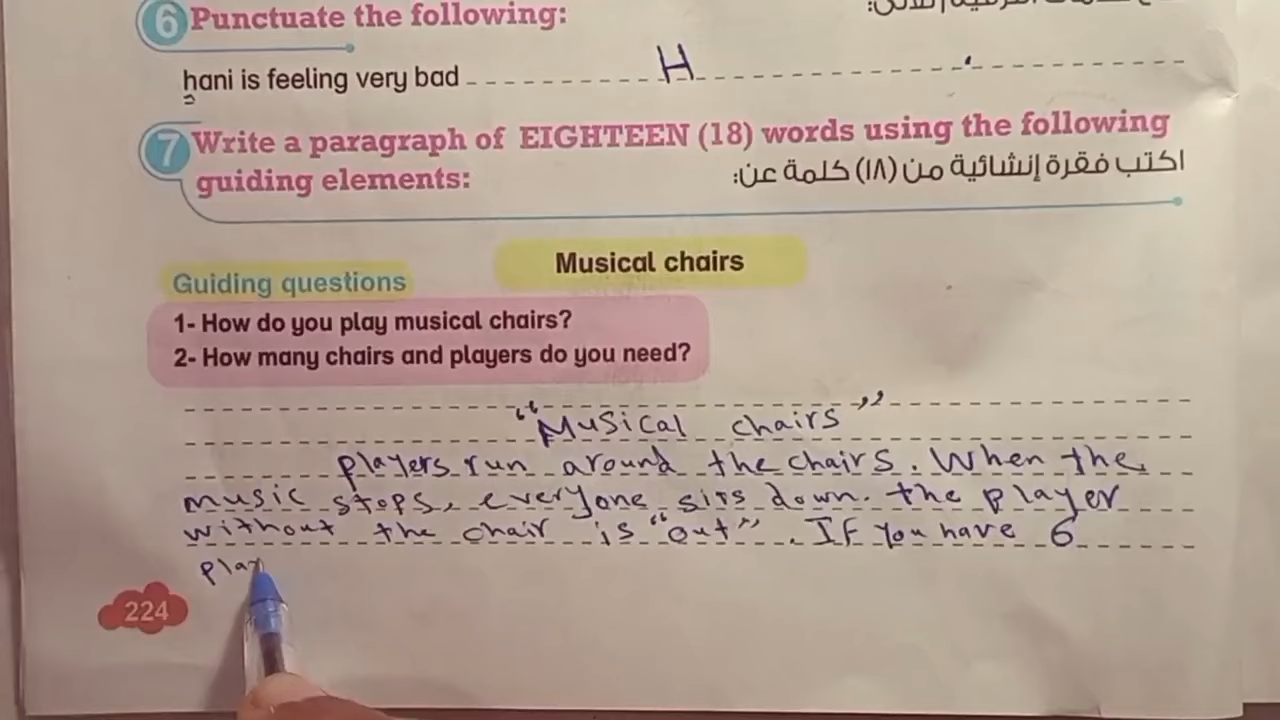 6 Punctuate the following:
hani is feeling very bad H .
7 Write a paragraph of EIGHTEEN (18) words using the following
guiding elements:
اكتب فقرة إنشائية من (١٨) كلمة عن:
Musical chairs
Guiding questions
1- How do you play musical chairs?
2- How many chairs and players do you need?
“Musical chairs”
players run around the chairs. When the
music stops, everyone sits down. the player
without the chair is “out”. If you have 6
play
224